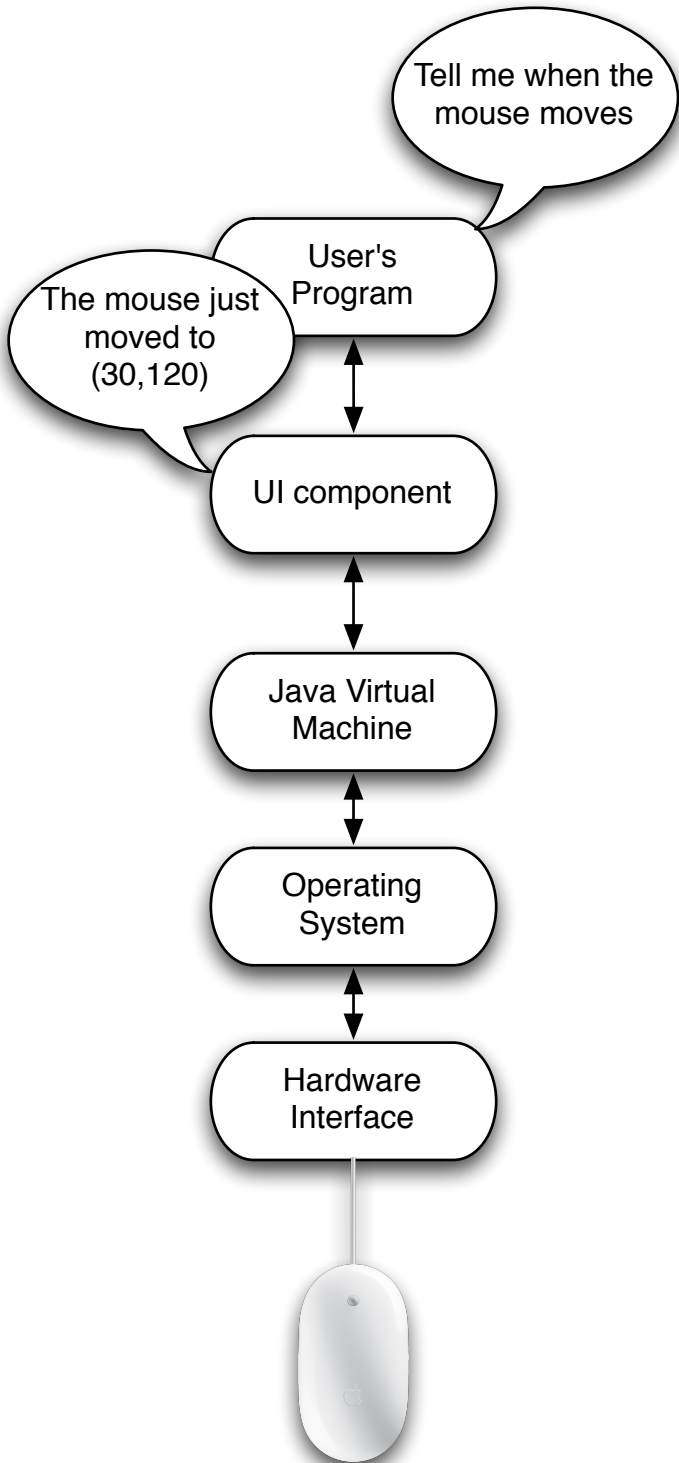 Tell me when the
mouse moves
User's
Program
The mouse just
moved to
(30,120)
UI component
Java Virtual
Machine
Operating
System
Hardware
Interface